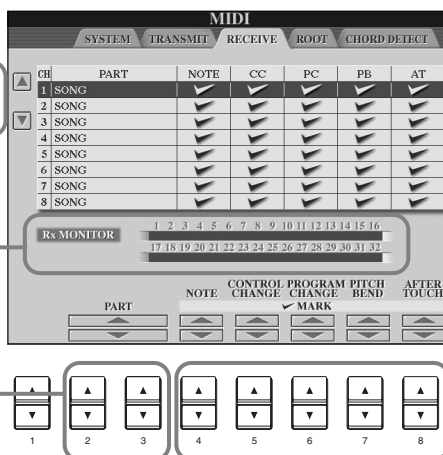 MIDI
SYSTEM TRANSMIT RECEIVE ROOT CHORD DETECT
CH PART NOTE CC PC PB AT
1 SONG
2 SONG
3 SONG
4 SONG
5 SONG
6 SONG
7 SONG
8 SONG
Rx MONITOR
1 2 3 4 5 6 7 8 9 10 11 12 13 14 15 16
17 18 19 20 21 22 23 24 25 26 27 28 29 30 31 32
PART NOTE CONTROL CHANGE PROGRAM CHANGE PITCH BEND AFTER TOUCH
MARK
1 2 3 4 5 6 7 8